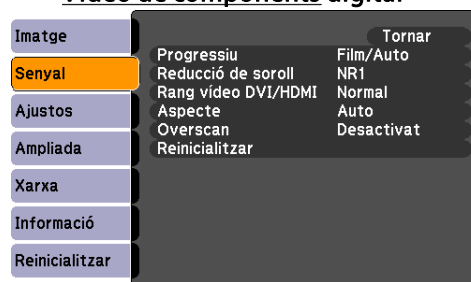 Vídeo de components digital
Imatge
Senyal
Ajustos
Ampliada
Xarxa
Informació
Reinicialitzar
Tornar
Progressiu Film/Auto
Reducció de soroll NR1
Rang vídeo DVI/HDMI Normal
Aspecte Auto
Overscan Desactivat
Reinicialitzar